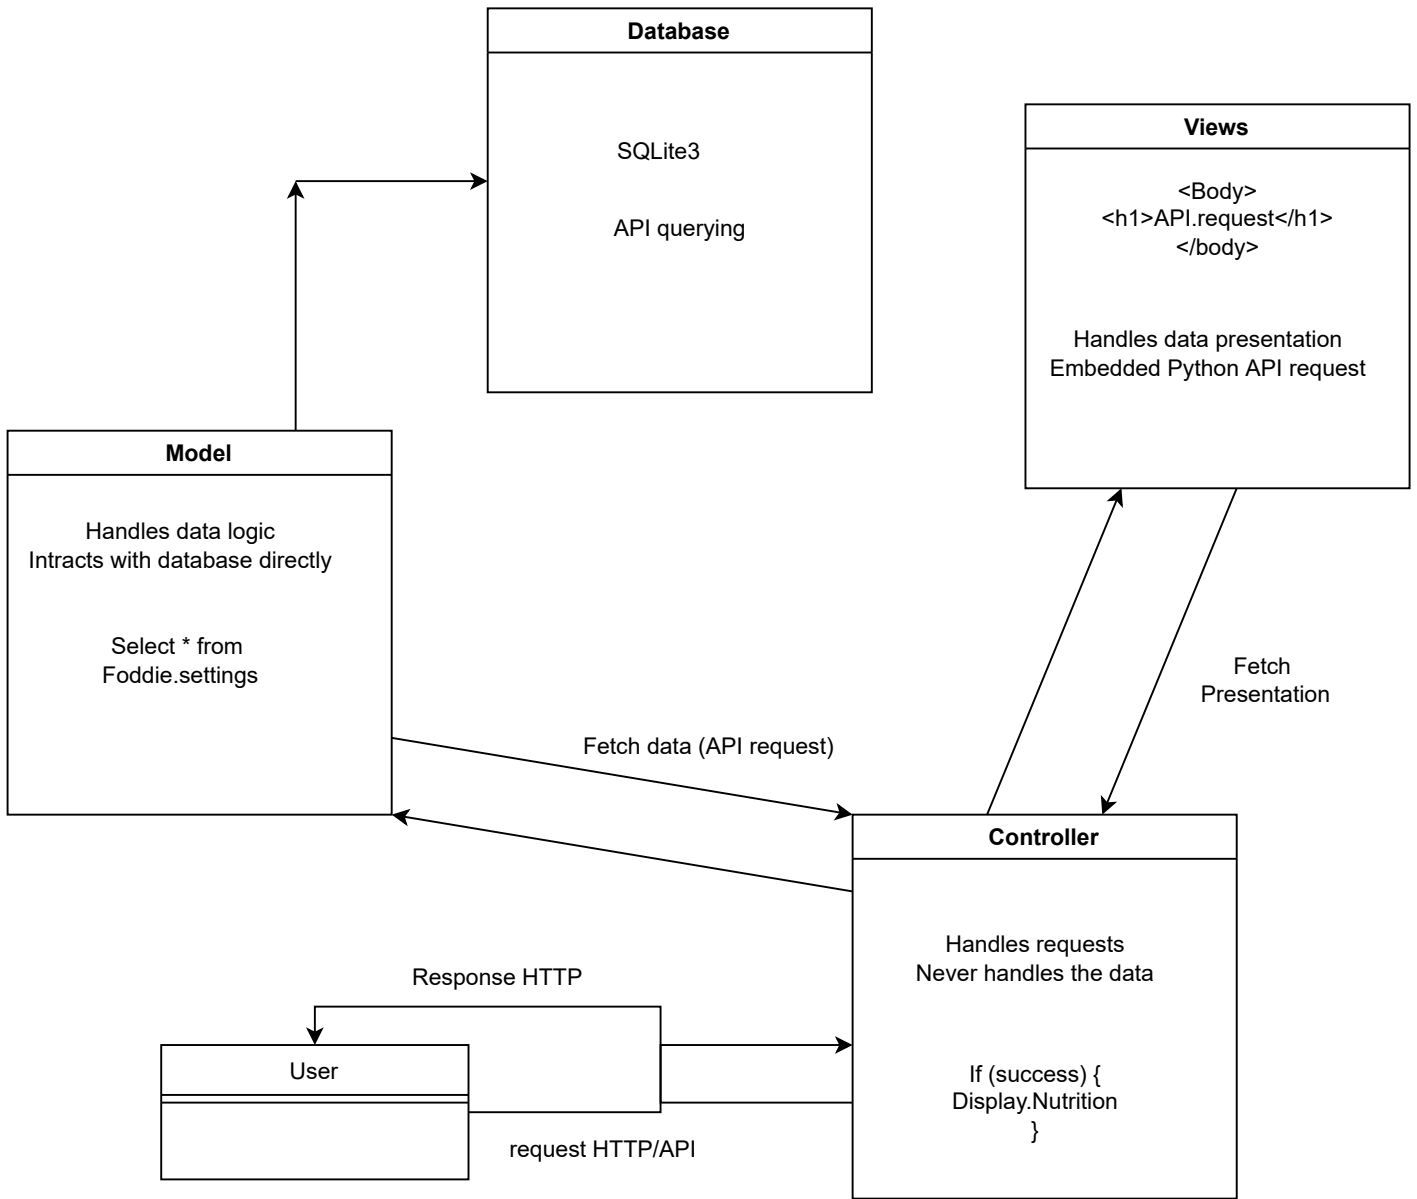 Database
SQLite3
API querying
Views
<Body>
<h1>API.request</h1>
</body>
Handles data presentation
Embedded Python API request
Model
Handles data logic
Intracts with database directly
Select * from
Foddie.settings
Fetch
Presentation
Fetch data (API request)
Controller
Handles requests
Never handles the data
If (success) {
Display.Nutrition
}
Response HTTP
User
request HTTP/API